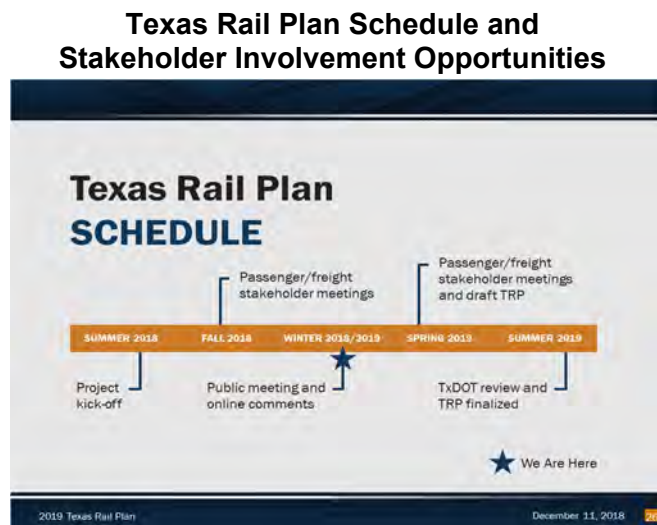 Texas Rail Plan Schedule and
Stakeholder Involvement Opportunities
Texas Rail Plan
SCHEDULE
Passenger/freight
stakeholder meetings
Passenger/freight
stakeholder meetings
and draft TRP
SUMMER 2018
FALL 2018
WINTER 2018/2019
SPRING 2019
SUMMER 2019
Project
kick-off
Public meeting and
online comments
TxDOT review and
TRP finalized
We Are Here
2019 Texas Rail Plan
December 11, 2018